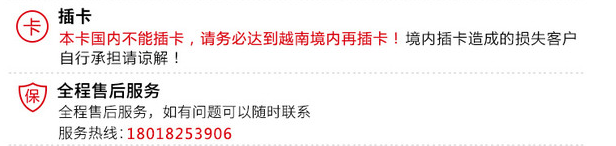 卡
插卡
本卡国内不能插卡，请务必达到越南境内再插卡！境内插卡造成的损失客户
自行承担请谅解！
保
全程售后服务
全程售后服务，如有问题可以随时联系
服务热线:18018253906